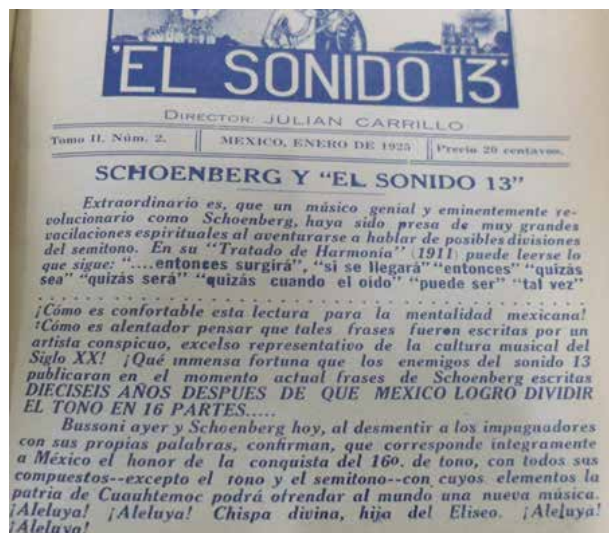 'EL SONIDO 13'
DIRECTOR: JULIAN CARRILLO
Tomo II. Núm. 2.
MEXICO, ENERO DE 1925
Precio 20 centavos.
SCHOENBERG Y "EL SONIDO 13"
Extraordinario es, que un músico genial y eminentemente re-
volucionario como Schoenberg, haya sido presa de muy grandes
vacilaciones espirituales al aventurarse a hablar de posibles divisiones
del semitono. En su "Tratado de Harmonía" (1911) puede leerse lo
que sigue: "....entonces surgirá", "si se llegará" "entonces" "quizás
sea" "quizás será" "quizás cuando el oido" "puede ser" "tal vez"
¡Cómo es confortable esta lectura para la mentalidad mexicana!
¡Cómo es alentador pensar que tales frases fueron escritas por un
artista conspicuo, excelso representativo de la cultura musical del
Siglo XX! ¡Qué inmensa fortuna que los enemigos del sonido 13
publicaran en el momento actual frases de Schoenberg escritas
DIECISEIS AÑOS DESPUES DE QUE MEXICO LOGRO DIVIDIR
EL TONO EN 16 PARTES.....
Bussoni ayer y Schoenberg hoy, al desmentir a los impugnadores
con sus propias palabras, confirman, que corresponde integramente
a México el honor de la conquista del 16o. de tono, con todos sus
compuestos--excepto el tono y el semitono--con cuyos elementos la
patria de Cuauhtemoc podrá ofrendar al mundo una nueva música.
¡Aleluya! ¡Aleluya! Chispa divina, hija del Eliseo. ¡Aleluya!
¡Aleluya!